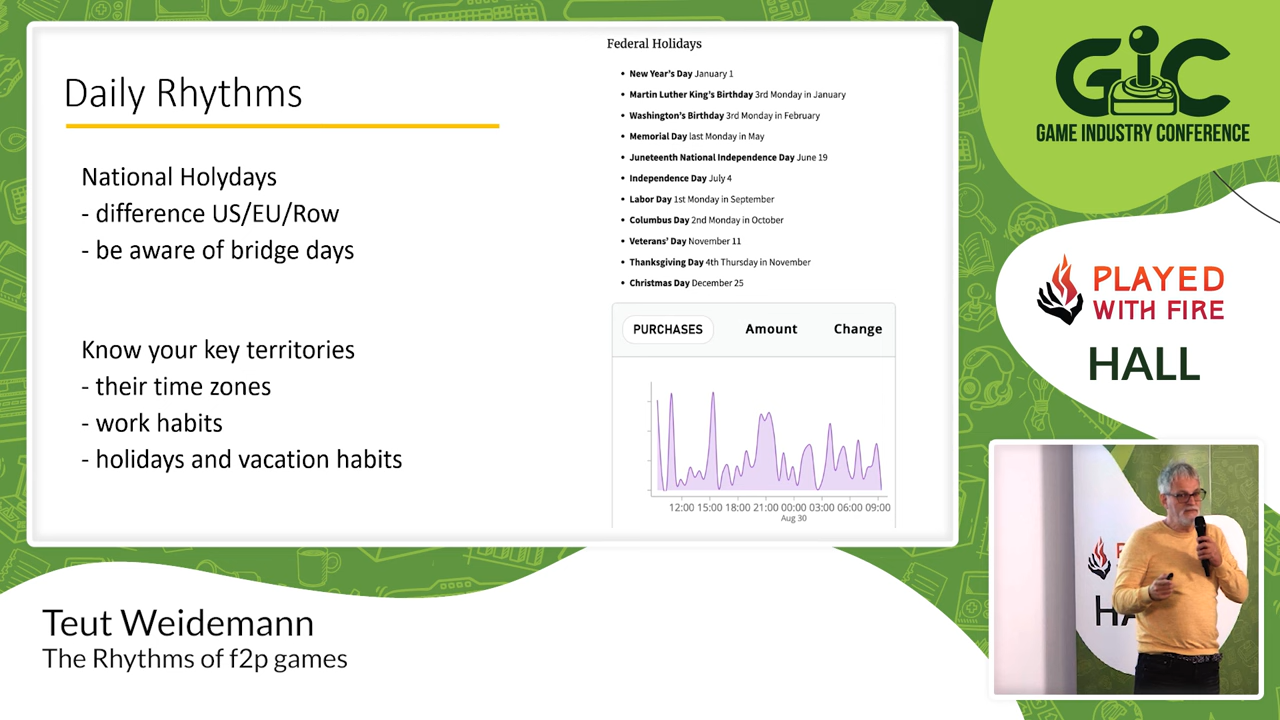 Daily Rhythms
National Holydays
- difference US/EU/Row
- be aware of bridge days
Know your key territories
- their time zones
- work habits
- holidays and vacation habits
Federal Holidays
• New Year's Day January 1
• Martin Luther King's Birthday 3rd Monday in January
• Washington's Birthday 3rd Monday in February
• Memorial Day last Monday in May
• Juneteenth National Independence Day June 19
• Independence Day July 4
• Labor Day 1st Monday in September
• Columbus Day 2nd Monday in October
• Veterans' Day November 11
• Thanksgiving Day 4th Thursday in November
• Christmas Day December 25
PURCHASES Amount Change
12:00 15:00 18:00 21:00 00:00 03:00 06:00 09:00
Aug 30
GIC
GAME INDUSTRY CONFERENCE
PLAYED
WITH FIRE
HALL
Teut Weidemann
The Rhythms of f2p games